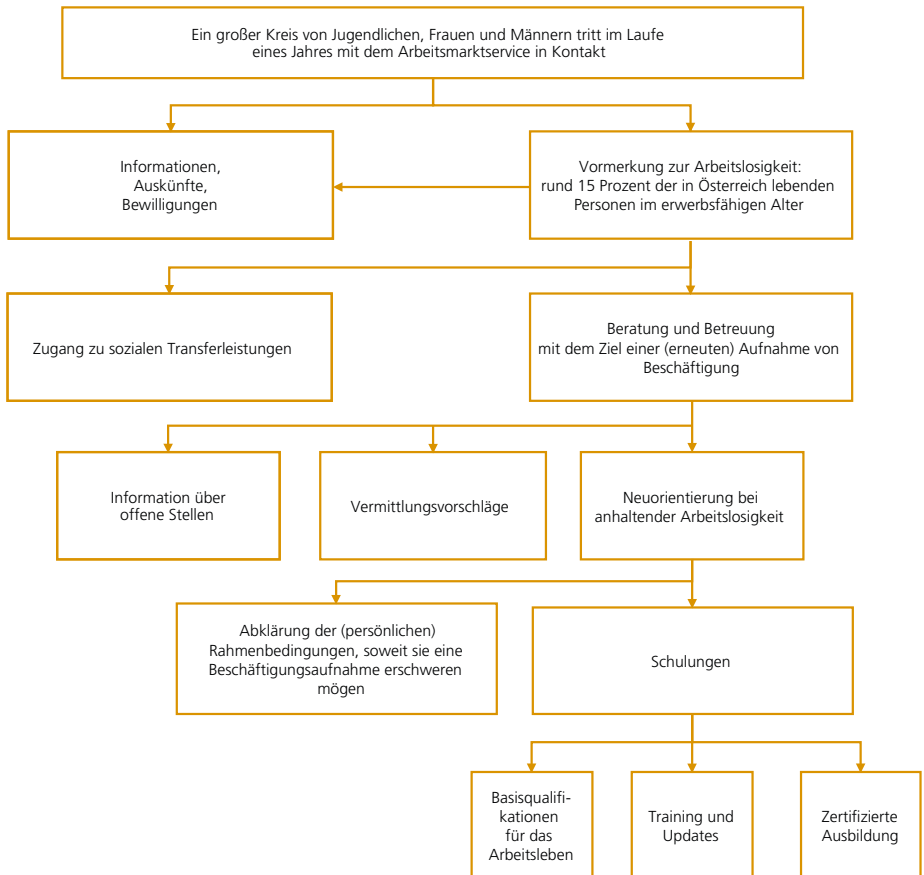 Ein großer Kreis von Jugendlichen, Frauen und Männern tritt im Laufe
eines Jahres mit dem Arbeitsmarktservice in Kontakt
Informationen,
Auskünfte,
Bewilligungen
Vormerkung zur Arbeitslosigkeit:
rund 15 Prozent der in Österreich lebenden
Personen im erwerbsfähigen Alter
Zugang zu sozialen Transferleistungen
Beratung und Betreuung
mit dem Ziel einer (erneuten) Aufnahme von
Beschäftigung
Information über
offene Stellen
Vermittlungsvorschläge
Neuorientierung bei
anhaltender Arbeitslosigkeit
Abklärung der (persönlichen)
Rahmenbedingungen, soweit sie eine
Beschäftigungsaufnahme erschweren
mögen
Schulungen
Basisqualifi-
kationen
für das
Arbeitsleben
Training und
Updates
Zertifizierte
Ausbildung